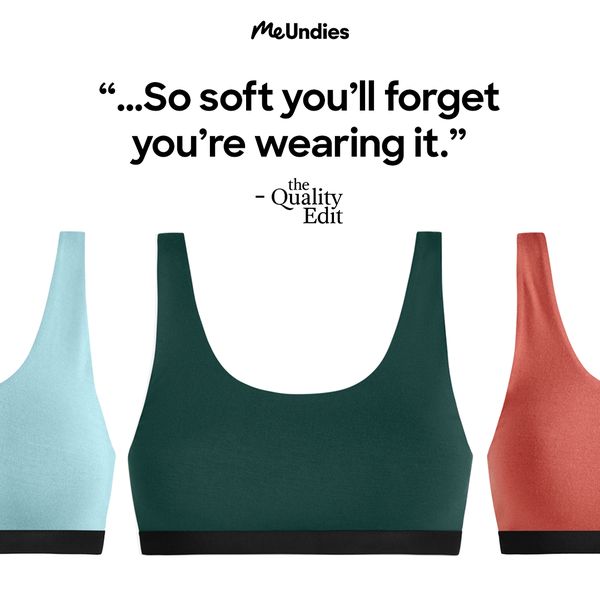 MeUndies
“...So soft you’ll forget
you’re wearing it.”
- the
Quality
Edit